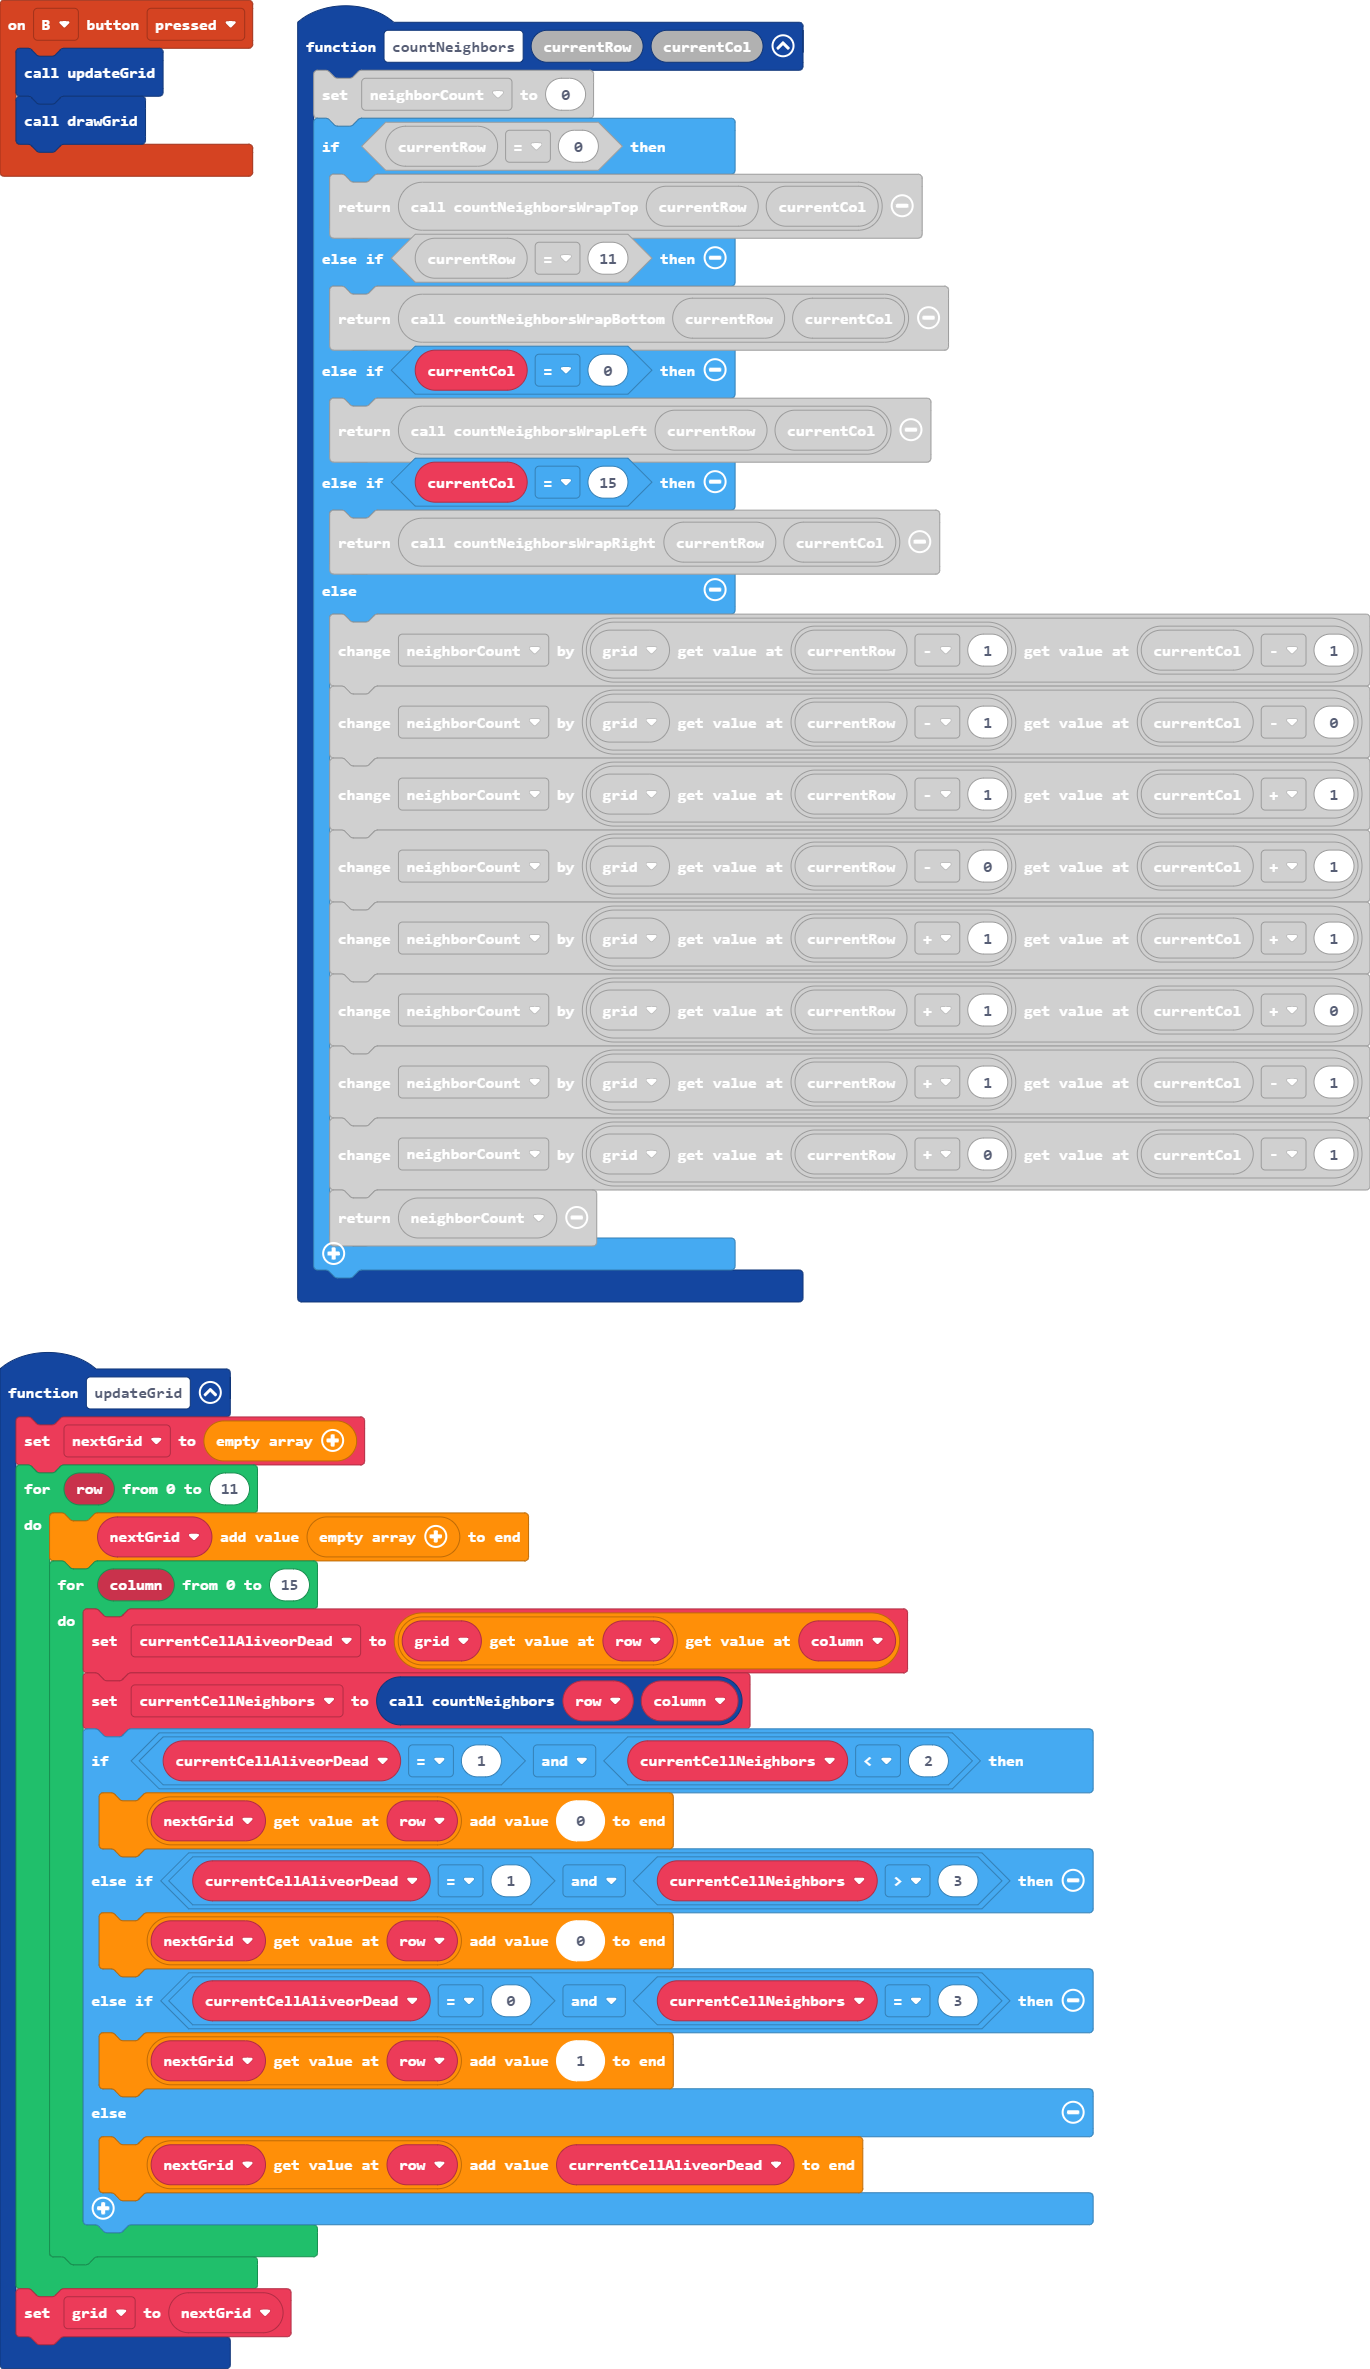 on B button pressed
call updateGrid
call drawGrid
function countNeighbors currentRow currentCol
set neighborCount to 0
if currentRow = 0 then
return call countNeighborsWrapTop currentRow currentCol
else if currentRow = 11 then
return call countNeighborsWrapBottom currentRow currentCol
else if currentCol = 0 then
return call countNeighborsWrapLeft currentRow currentCol
else if currentCol = 15 then
return call countNeighborsWrapRight currentRow currentCol
else
change neighborCount by grid get value at currentRow - 1 get value at currentCol - 1
change neighborCount by grid get value at currentRow - 1 get value at currentCol - 0
change neighborCount by grid get value at currentRow - 1 get value at currentCol + 1
change neighborCount by grid get value at currentRow - 0 get value at currentCol + 1
change neighborCount by grid get value at currentRow + 1 get value at currentCol + 1
change neighborCount by grid get value at currentRow + 1 get value at currentCol + 0
change neighborCount by grid get value at currentRow + 1 get value at currentCol - 1
change neighborCount by grid get value at currentRow + 0 get value at currentCol - 1
return neighborCount
function updateGrid
set nextGrid to empty array
for row from 0 to 11
do nextGrid add value empty array to end
for column from 0 to 15
do set currentCellAliveorDead to grid get value at row get value at column
set currentCellNeighbors to call countNeighbors row column
if currentCellAliveorDead = 1 and currentCellNeighbors < 2 then
nextGrid get value at row add value 0 to end
else if currentCellAliveorDead = 1 and currentCellNeighbors > 3 then
nextGrid get value at row add value 0 to end
else if currentCellAliveorDead = 0 and currentCellNeighbors = 3 then
nextGrid get value at row add value 1 to end
else
nextGrid get value at row add value currentCellAliveorDead to end
set grid to nextGrid